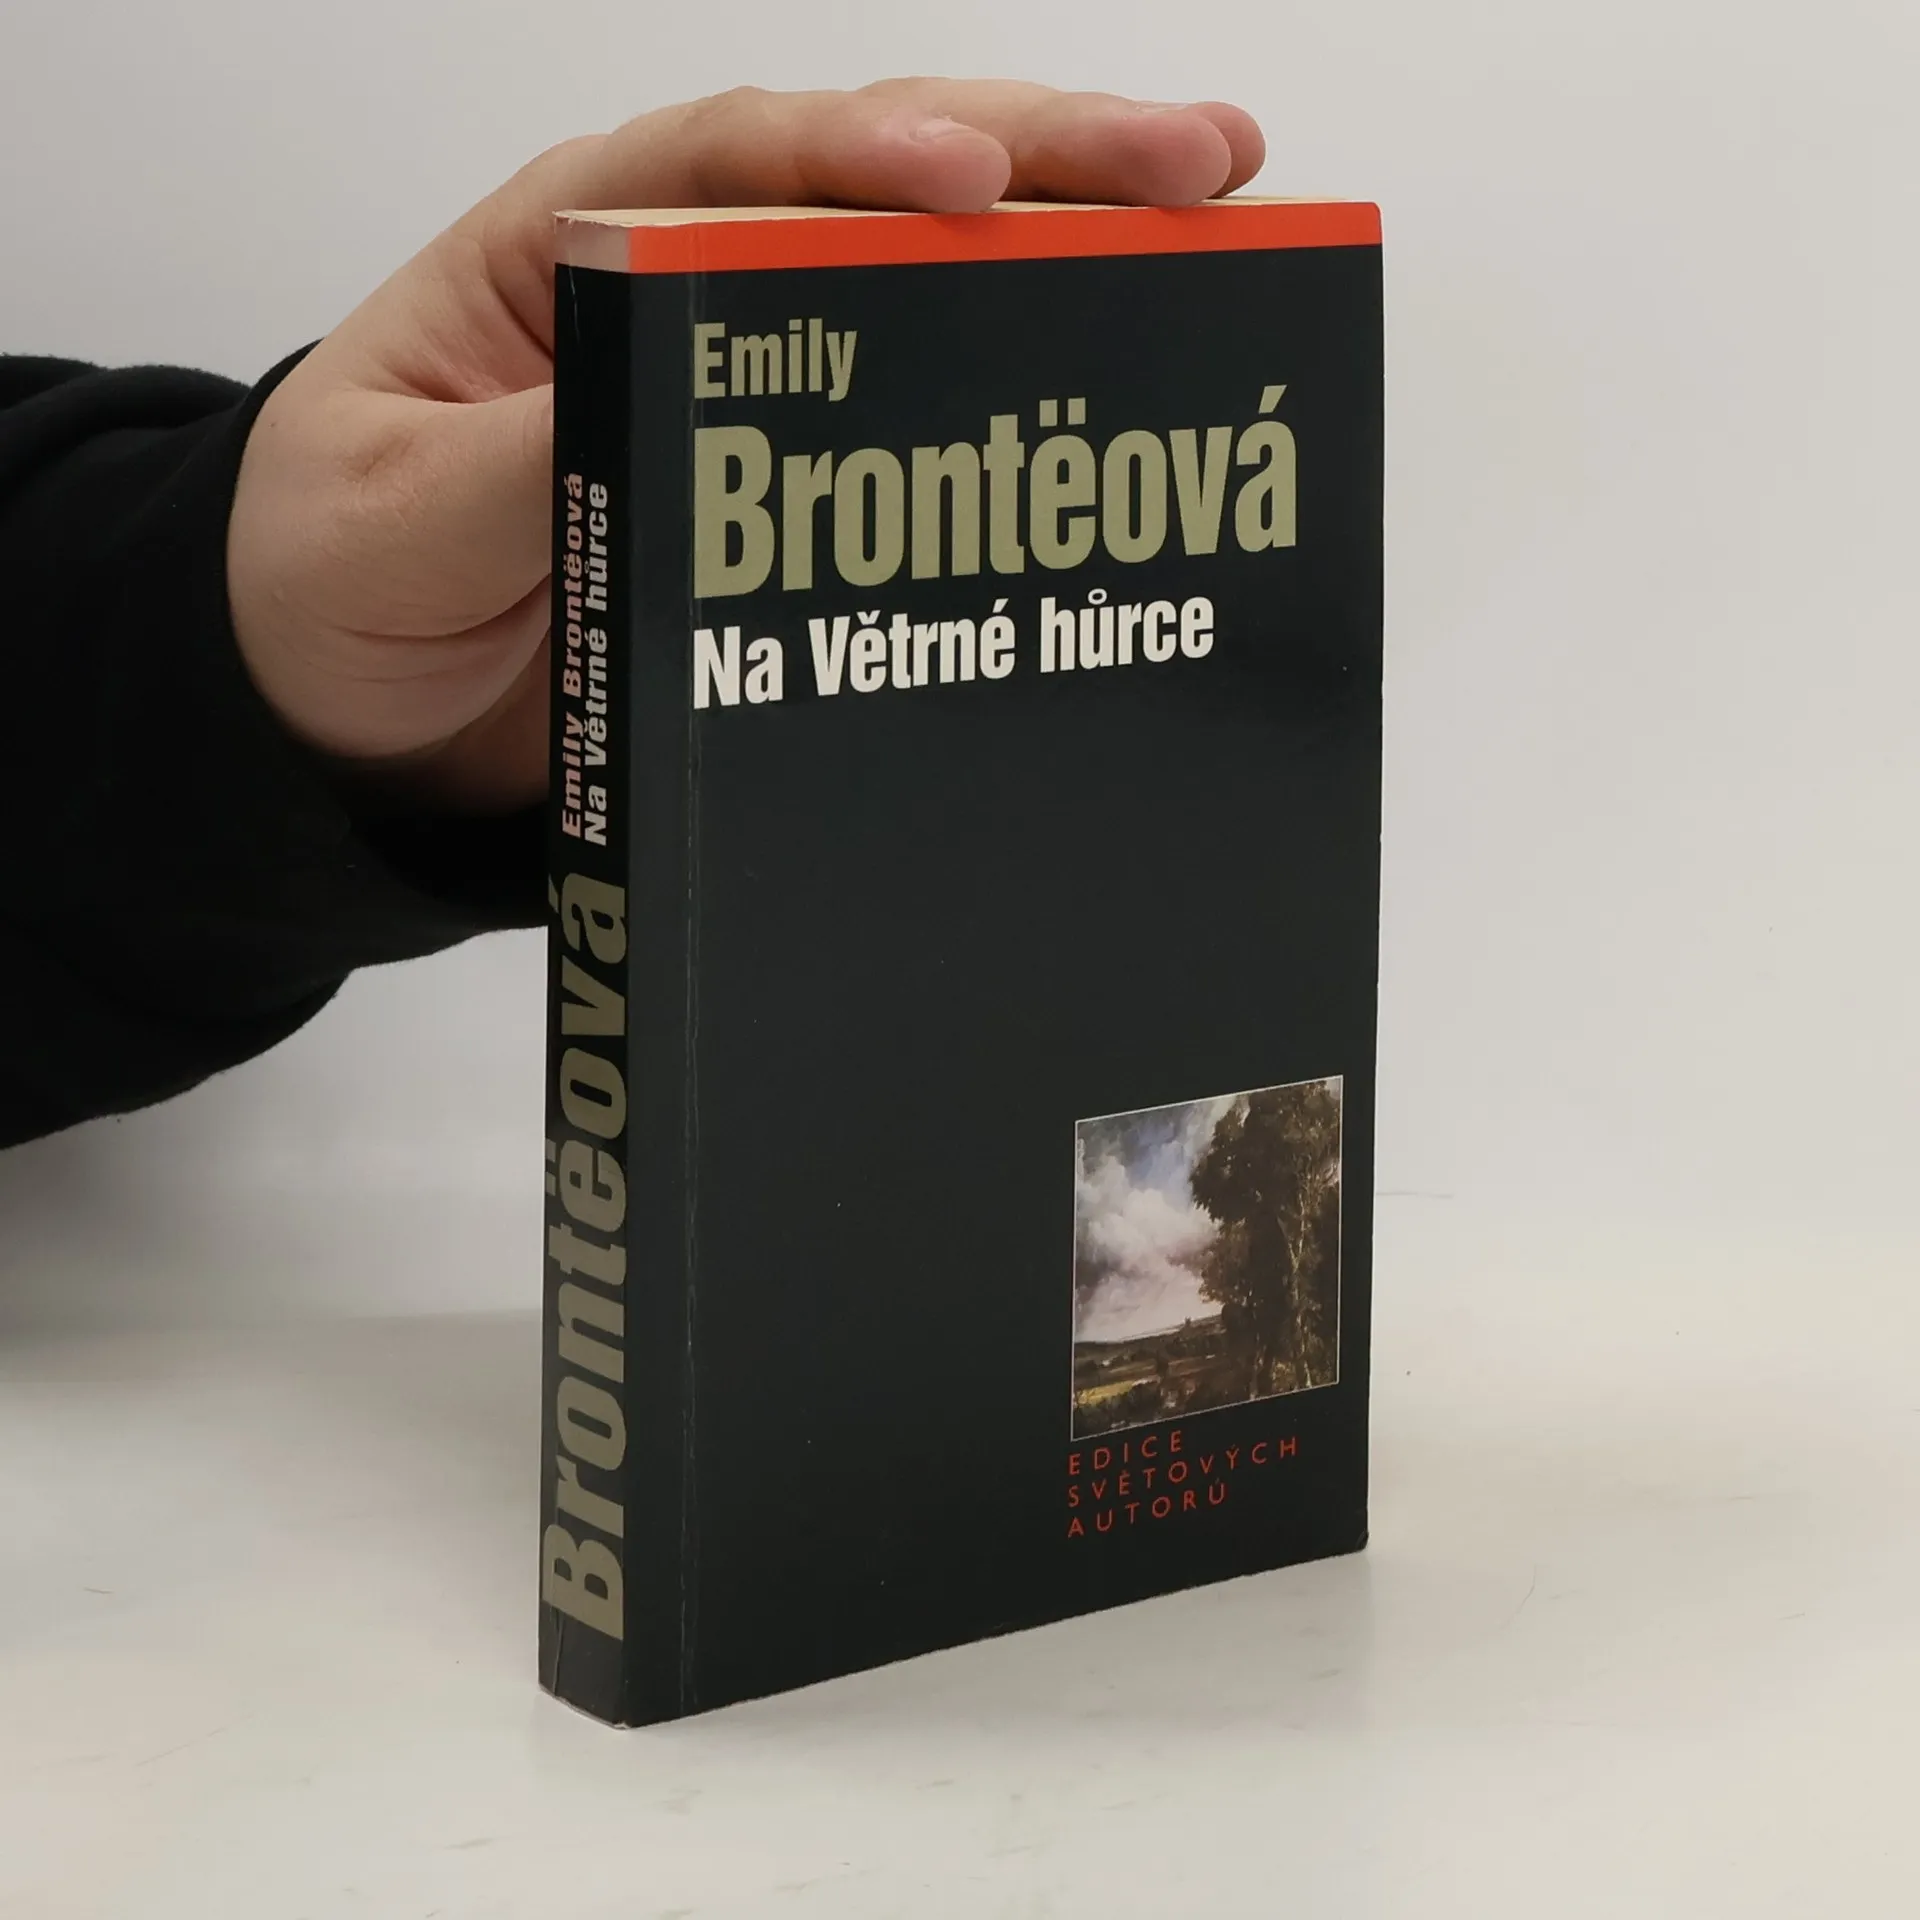 Emily
Brontëová
Na Větrné hůrce
EDICE
SVĚTOVÝCH
AUTORŮ
Emily Brontëová
Na Větrné hůrce
Brontëová